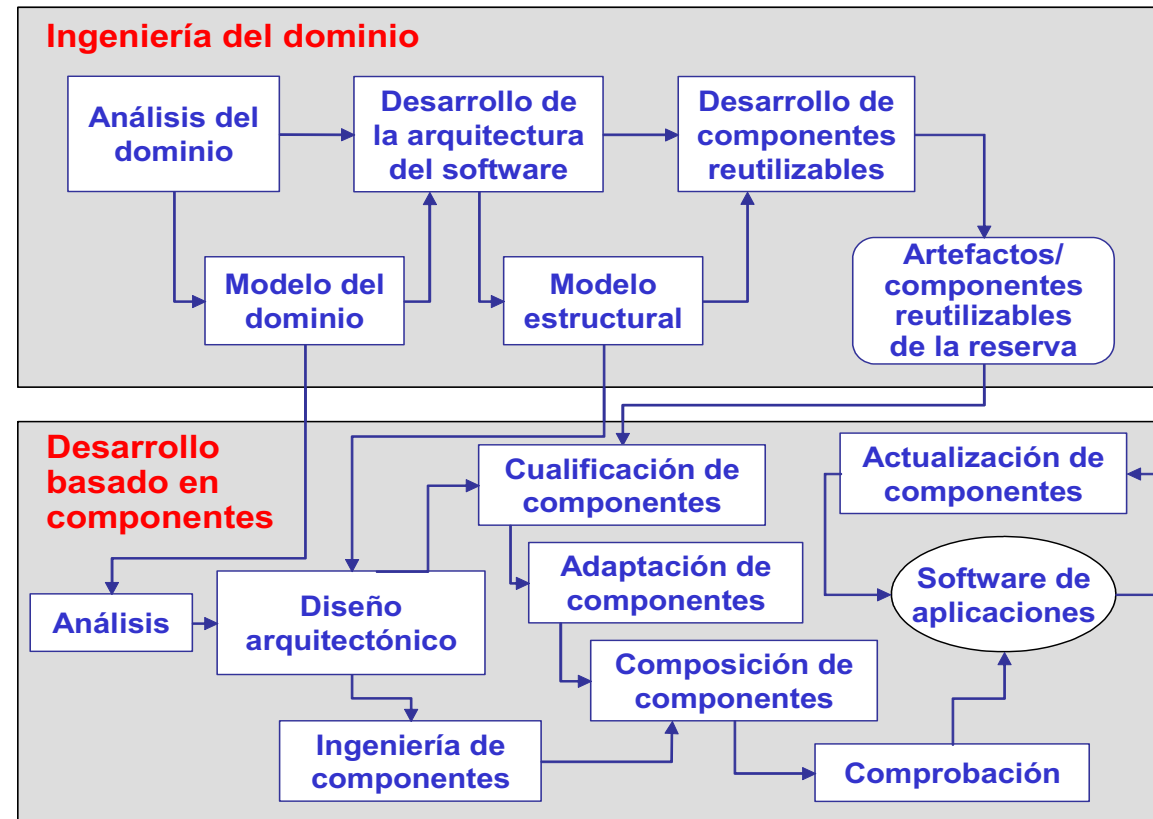 Ingeniería del dominio
Análisis del
dominio
Desarrollo de
la arquitectura
del software
Desarrollo de
componentes
reutilizables
Modelo del
dominio
Modelo
estructural
Artefactos/
componentes
reutilizables
de la reserva
Desarrollo
basado en
componentes
Cualificación de
componentes
Actualización de
componentes
Adaptación de
componentes
Software de
aplicaciones
Análisis
Diseño
arquitectónico
Composición de
componentes
Ingeniería de
componentes
Comprobación